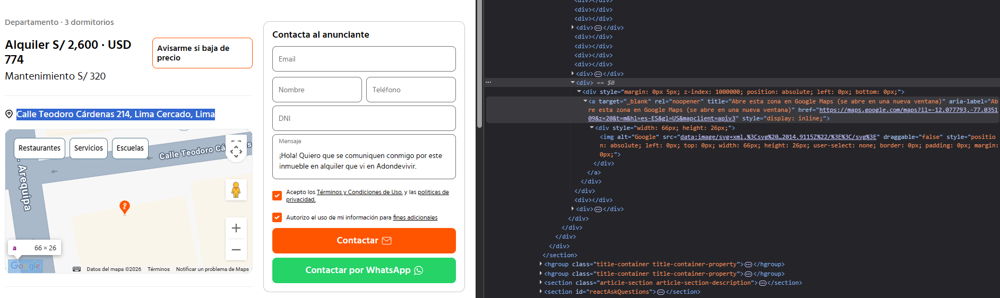 Departamento · 3 dormitorios
Alquiler S/ 2,600 · USD
774
Avisarme si baja de
precio
Mantenimiento S/ 320
Calle Teodoro Cárdenas 214, Lima Cercado, Lima
Restaurantes
Servicios
Escuelas
Calle Teodoro Cá
s
. Arequipa
a 66 × 26
Google
Datos del mapa ©2026
Términos
Notificar un problema de Maps
Contacta al anunciante
Email
Nombre
Teléfono
DNI
Mensaje
¡Hola! Quiero que se comuniquen conmigo por este
inmueble en alquiler que vi en Adondevivir.
Acepto los Términos y Condiciones de Uso. y las politicas de
privacidad.
Autorizo el uso de mi información para fines adicionales
Contactar
Contactar por WhatsApp
<div></div>
<div></div>
<div></div>
<div>…</div>
<div></div>
<div></div>
<div></div>
<div></div>
<div>…</div>
<div> == $0
<div style="margin: 0px 5px; z-index: 1000000; position: absolute; left: 0px; bottom: 0px;">
<a target="_blank" rel="noopener" title="Abre esta zona en Google Maps (se abre en una nueva ventana)" aria-label="Ab
re esta zona en Google Maps (se abre en una nueva ventana)" href="https://maps.google.com/maps?ll=-12.077793,-77.0351
09&z=20&t=m&hl=es-ES&gl=US&mapclient=apiv3" style="display: inline;">
<div style="width: 66px; height: 26px;">
<img alt="Google" src="data:image/svg+xml,%3Csvg%20…2014.9115Z%22/%3E%3C/svg%3E" draggable="false" style="positio
n: absolute; left: 0px; top: 0px; width: 66px; height: 26px; user-select: none; border: 0px; padding: 0px; margin:
0px;">
</div>
</a>
</div>
</div>
<div></div>
<div>…</div>
</div>
</div>
</div>
</div>
</section>
<hgroup class="title-container title-container-property">…</hgroup>
<hgroup class="title-container title-container-property">…</hgroup>
<section class="article-section article-section-description">…</section>
<section id="reactAskQuestions">…</section>